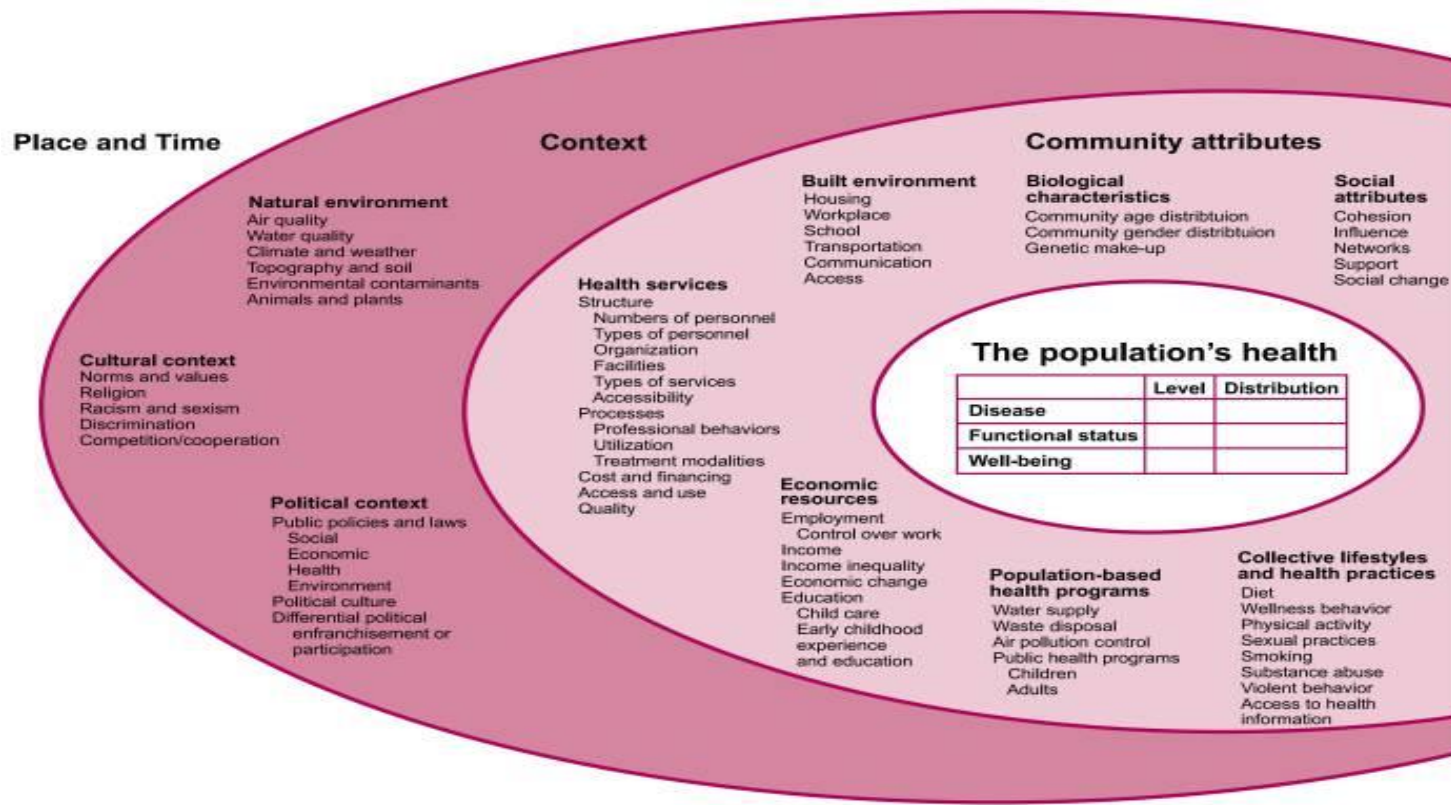 Place and Time
Context
Community attributes
Natural environment
Air quality
Water quality
Climate and weather
Topography and soil
Environmental contaminants
Animals and plants
Cultural context
Norms and values
Religion
Racism and sexism
Discrimination
Competition/cooperation
Political context
Public policies and laws
Social
Economic
Health
Environment
Political culture
Differential political
enfranchisement or
participation
Health services
Structure
Numbers of personnel
Types of personnel
Organization
Facilities
Types of services
Accessibility
Processes
Professional behaviors
Utilization
Treatment modalities
Cost and financing
Access and use
Quality
Built environment
Housing
Workplace
School
Transportation
Communication
Access
Biological
characteristics
Community age distribtuion
Community gender distribtuion
Genetic make-up
Social
attributes
Cohesion
Influence
Networks
Support
Social change
The population's health
Level Distribution
Disease
Functional status
Well-being
Economic
resources
Employment
Control over work
Income
Income inequality
Economic change
Education
Child care
Early childhood
experience
and education
Population-based
health programs
Water supply
Waste disposal
Air pollution control
Public health programs
Children
Adults
Collective lifestyles
and health practices
Diet
Wellness behavior
Physical activity
Sexual practices
Smoking
Substance abuse
Violent behavior
Access to health
information